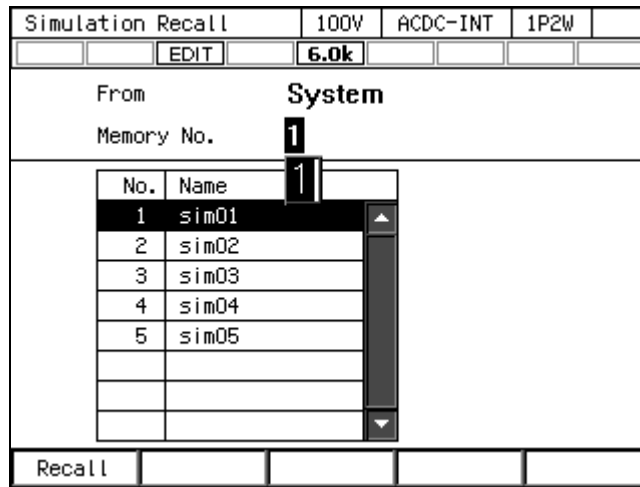 Simulation Recall 100V ACDC-INT 1P2W
EDIT 6.0k
From System
Memory No. 1
1
No. Name
1 sim01
2 sim02
3 sim03
4 sim04
5 sim05
Recall